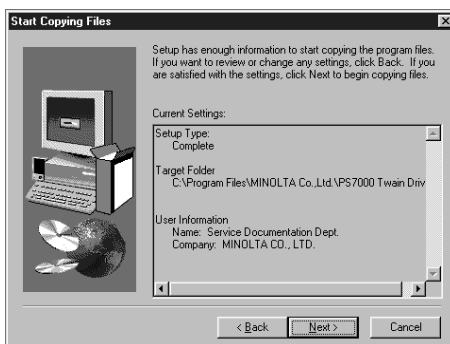 Start Copying Files
Setup has enough information to start copying the program files.
If you want to review or change any settings, click Back. If you
are satisfied with the settings, click Next to begin copying files.
Current Settings:
Setup Type:
Complete
Target Folder
C:\Program Files\MINOLTA Co.,Ltd.\PS7000 Twain Driv
User Information
Name: Service Documentation Dept.
Company: MINOLTA CO., LTD.
< Back
Next >
Cancel